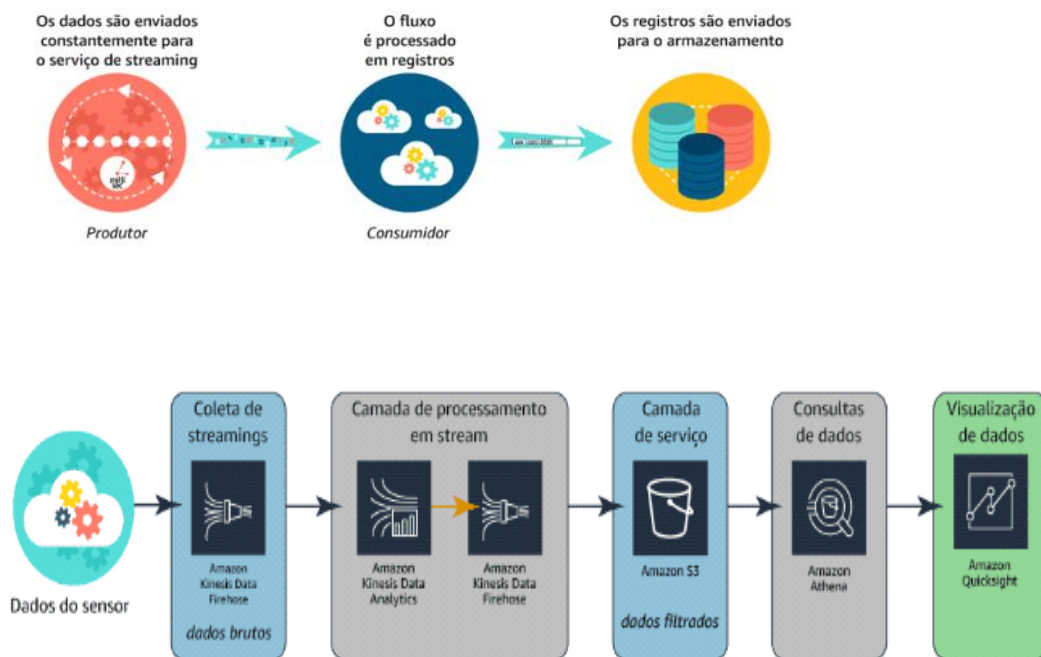 Os dados são enviados
constantemente para
o serviço de streaming
O fluxo
é processado
em registros
Os registros são enviados
para o armazenamento
Produtor
Consumidor
Coleta de
streamings
Amazon
Kinesis Data
Firehose
dados brutos
Camada de processamento
em stream
Amazon
Kinesis Data
Analytics
Amazon
Kinesis Data
Firehose
Camada
de serviço
Amazon S3
dados filtrados
Consultas
de dados
Amazon
Athena
Visualização
de dados
Amazon
Quicksight
Dados do sensor